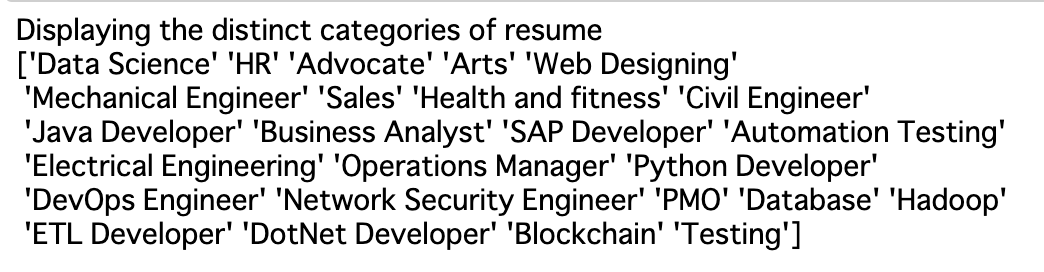 Displaying the distinct categories of resume
['Data Science' 'HR' 'Advocate' 'Arts' 'Web Designing'
'Mechanical Engineer' 'Sales' 'Health and fitness' 'Civil Engineer'
'Java Developer' 'Business Analyst' 'SAP Developer' 'Automation Testing'
'Electrical Engineering' 'Operations Manager' 'Python Developer'
'DevOps Engineer' 'Network Security Engineer' 'PMO' 'Database' 'Hadoop'
'ETL Developer' 'DotNet Developer' 'Blockchain' 'Testing']